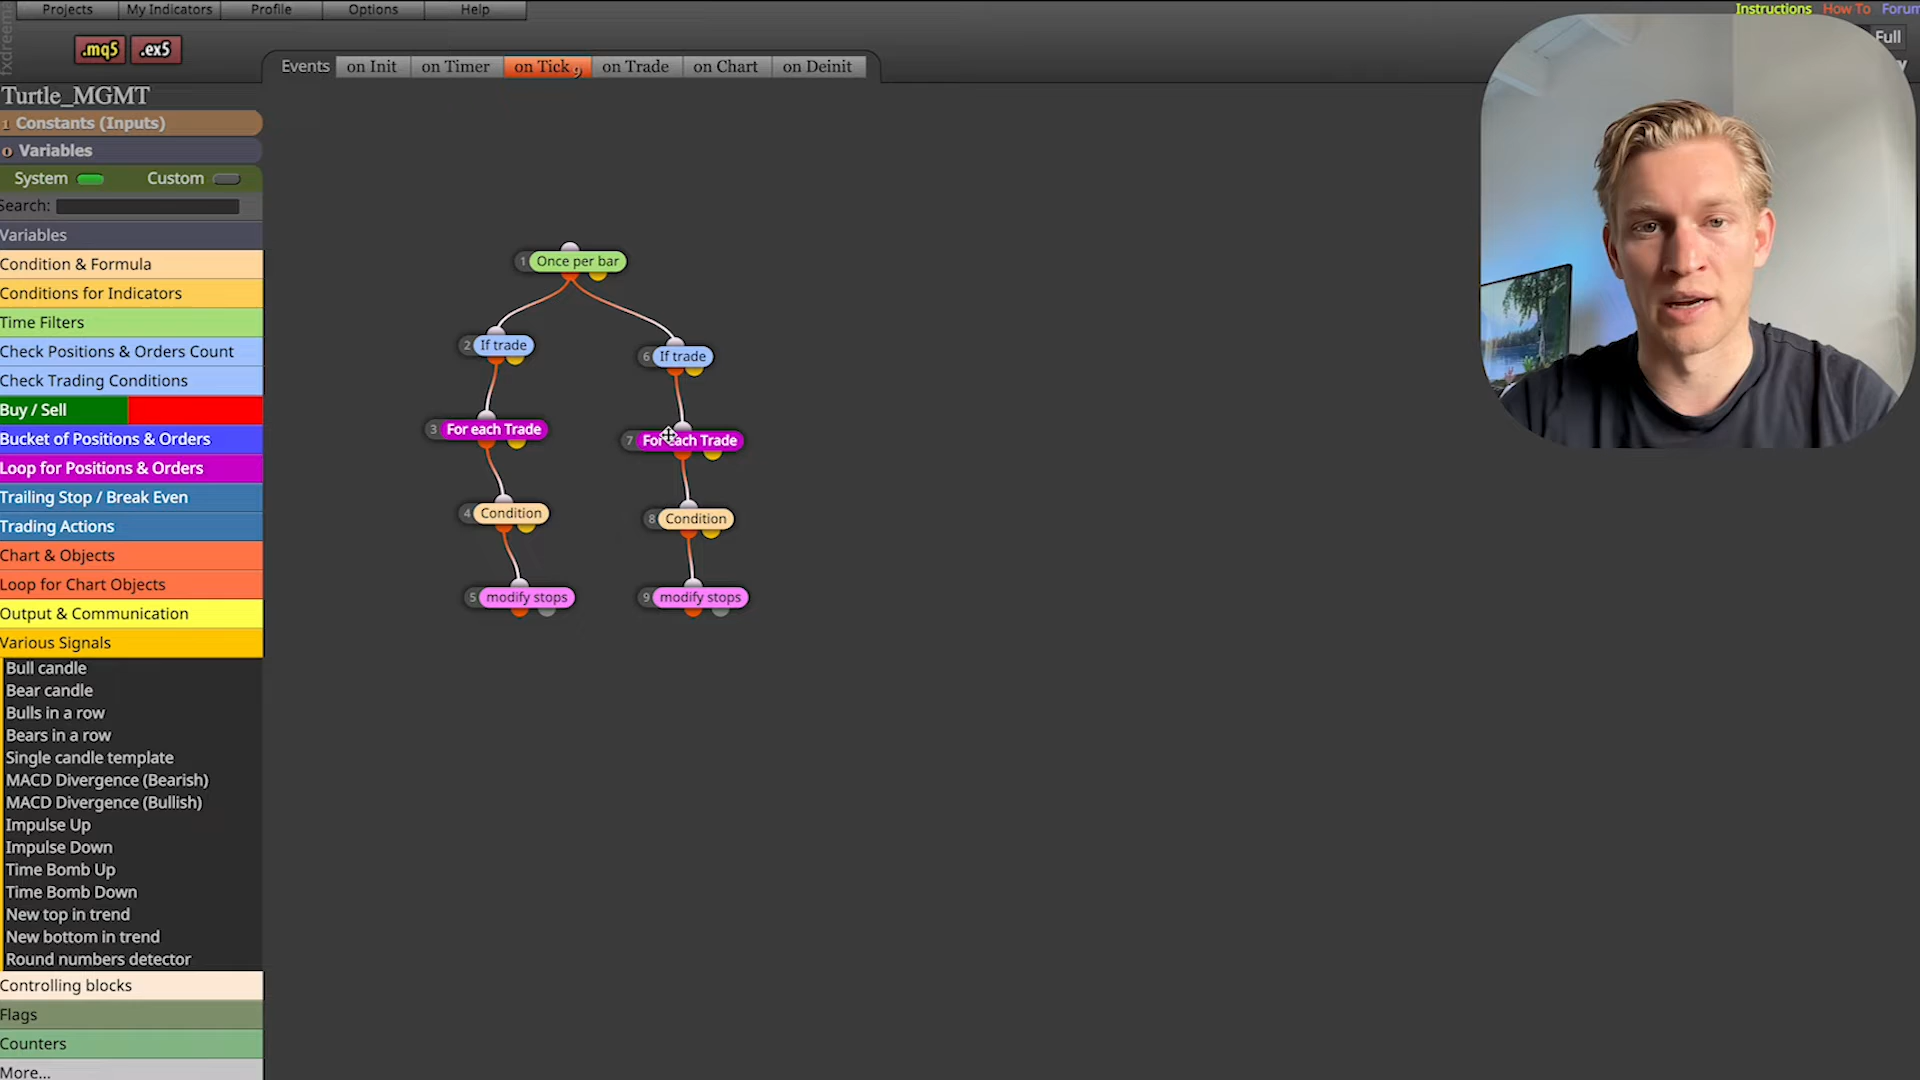 Projects
My Indicators
Profile
Options
Help
Instructions
How To
Forum
Full
fxdreema
.mq5
.ex5
Events
on Init
on Timer
on Tick 9
on Trade
on Chart
on Deinit
Turtle_MGMT
1 Constants (Inputs)
0 Variables
System
Custom
Search:
Variables
Condition & Formula
Conditions for Indicators
Time Filters
Check Positions & Orders Count
Check Trading Conditions
Buy / Sell
Bucket of Positions & Orders
Loop for Positions & Orders
Trailing Stop / Break Even
Trading Actions
Chart & Objects
Loop for Chart Objects
Output & Communication
Various Signals
Bull candle
Bear candle
Bulls in a row
Bears in a row
Single candle template
MACD Divergence (Bearish)
MACD Divergence (Bullish)
Impulse Up
Impulse Down
Time Bomb Up
Time Bomb Down
New top in trend
New bottom in trend
Round numbers detector
Controlling blocks
Flags
Counters
More...
1 Once per bar
2 If trade
6 If trade
3 For each Trade
7 For each Trade
4 Condition
8 Condition
5 modify stops
9 modify stops